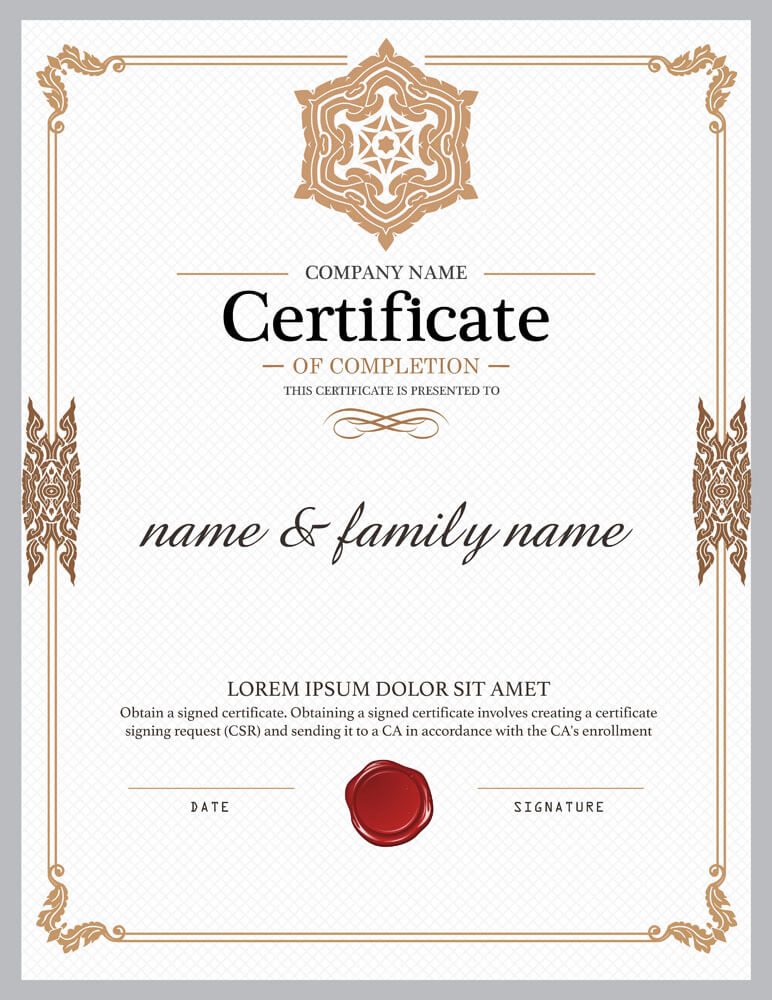 COMPANY NAME
Certificate
OF COMPLETION
THIS CERTIFICATE IS PRESENTED TO
name & family name
LOREM IPSUM DOLOR SIT AMET
Obtain a signed certificate. Obtaining a signed certificate involves creating a certificate
signing request (CSR) and sending it to a CA in accordance with the CA's enrollment
DATE
SIGNATURE